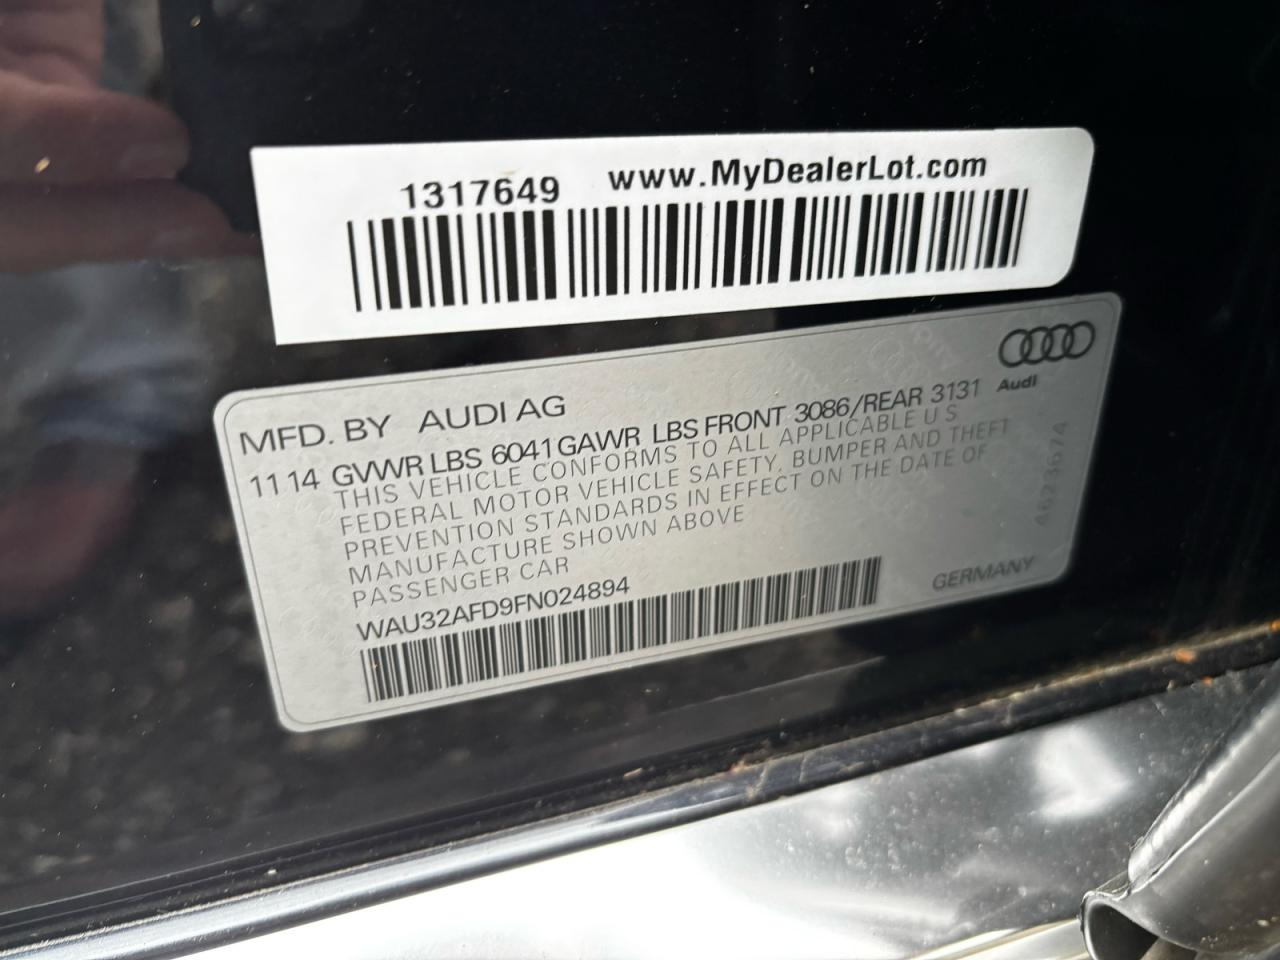 1317649 www.MyDealerLot.com
Audi
MFD. BY AUDI AG
11 14 GVWR LBS 6041 GAWR LBS FRONT 3086/REAR 3131
THIS VEHICLE CONFORMS TO ALL APPLICABLE U S
FEDERAL MOTOR VEHICLE SAFETY, BUMPER AND THEFT
PREVENTION STANDARDS IN EFFECT ON THE DATE OF
MANUFACTURE SHOWN ABOVE
PASSENGER CAR
WAU32AFD9FN024894
GERMANY
4623674